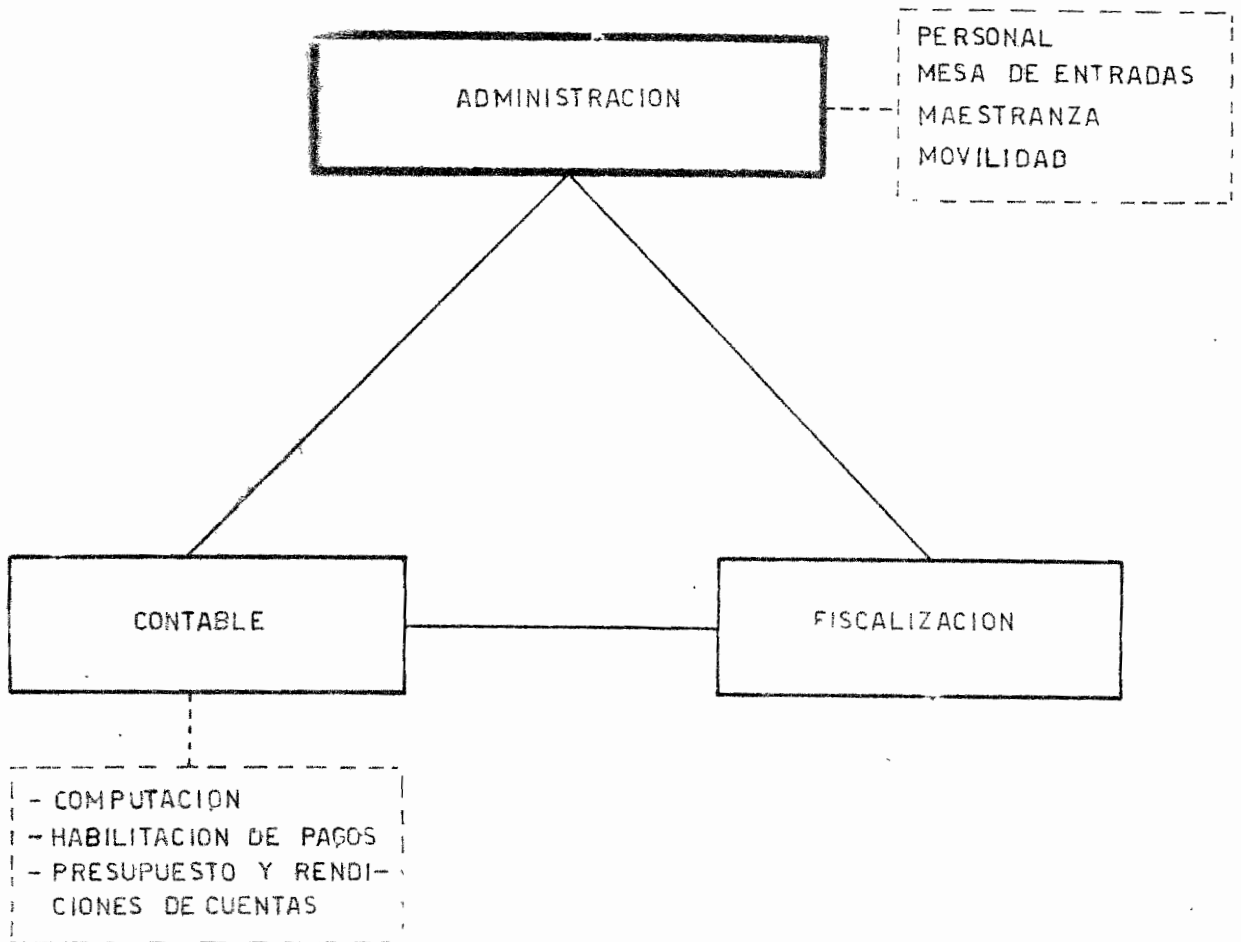 PERSONAL
MESA DE ENTRADAS
MAESTRANZA
MOVILIDAD
ADMINISTRACION
CONTABLE
FISCALIZACION
- COMPUTACION
- HABILITACION DE PAGOS
- PRESUPUESTO Y RENDI-
CIONES DE CUENTAS